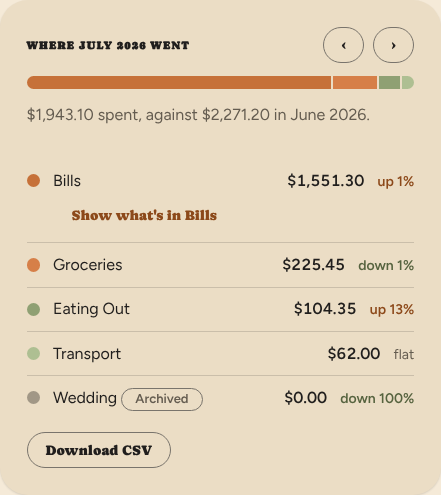 WHERE JULY 2026 WENT ‹ ›
$1,943.10 spent, against $2,271.20 in June 2026.
Bills $1,551.30 up 1%
Show what's in Bills
Groceries $225.45 down 1%
Eating Out $104.35 up 13%
Transport $62.00 flat
Wedding Archived $0.00 down 100%
Download CSV